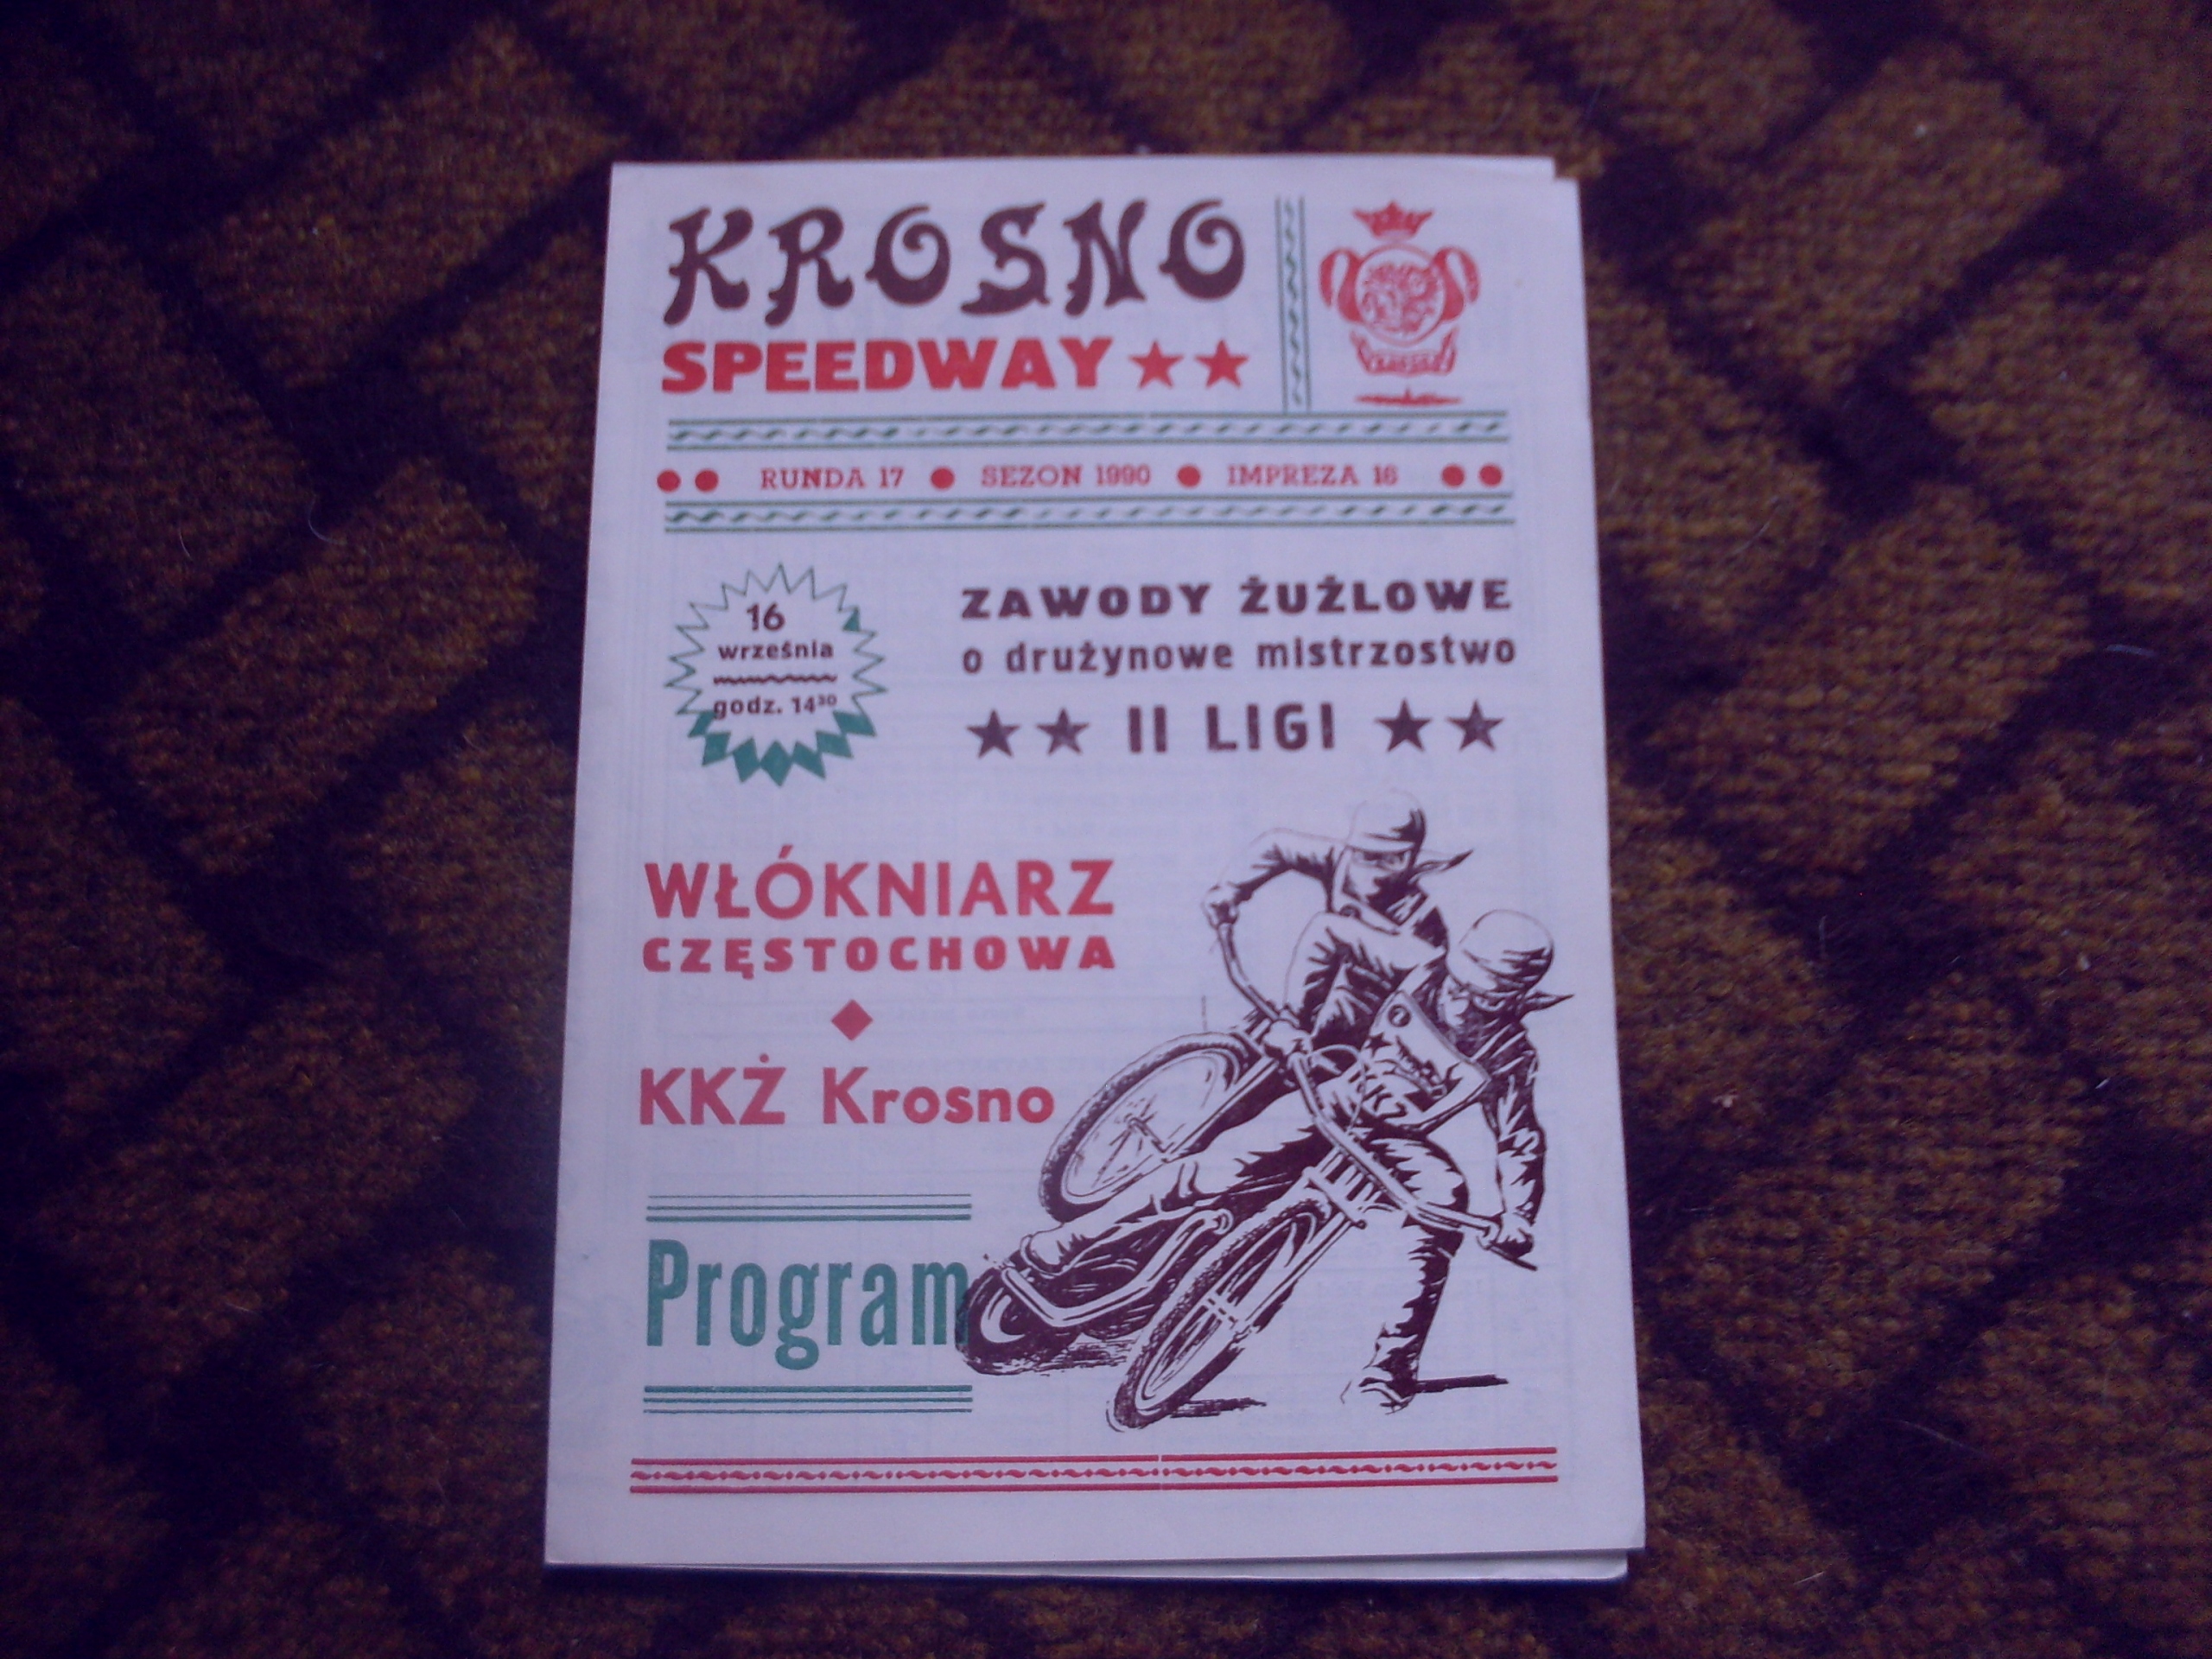 KROSNO
SPEEDWAY
RUNDA 17 ● SEZON 1990 ● IMPREZA 16
16
września
godz. 14³⁰
ZAWODY ŻUŻLOWE
o drużynowe mistrzostwo
II LIGI
WŁÓKNIARZ
CZĘSTOCHOWA
KKŻ Krosno
KKŻ
Program